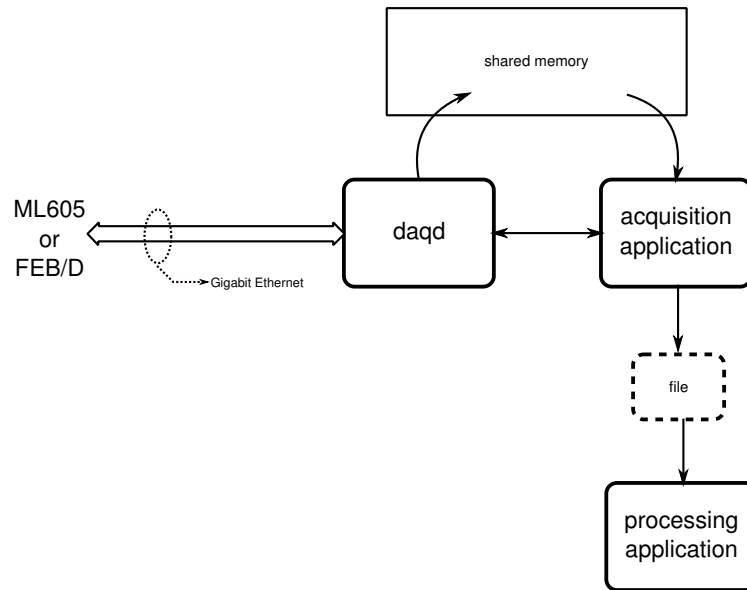 shared memory
ML605
or
FEB/D
daqd
acquisition
application
Gigabit Ethernet
file
processing
application